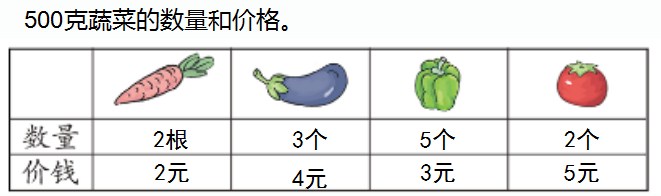 500克蔬菜的数量和价格。
数量 2根 3个 5个 2个
价钱 2元 4元 3元 5元